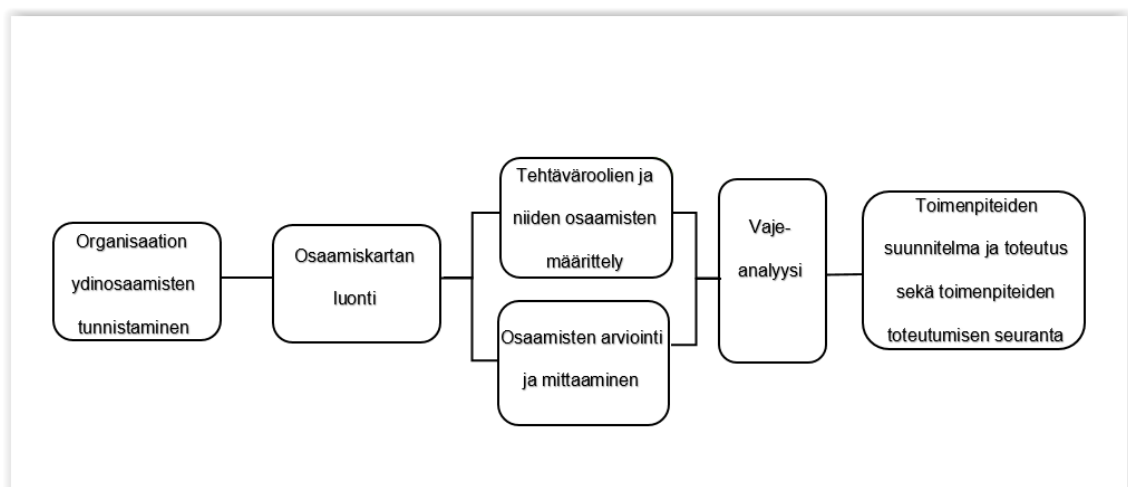 Organisaation
ydinosaamisten
tunnistaminen
Osaamiskartan
luonti
Tehtäväroolien ja
niiden osaamisten
määrittely
Osaamisten arviointi
ja mittaaminen
Vaje-
analyysi
Toimenpiteiden
suunnitelma ja toteutus
sekä toimenpiteiden
toteutumisen seuranta